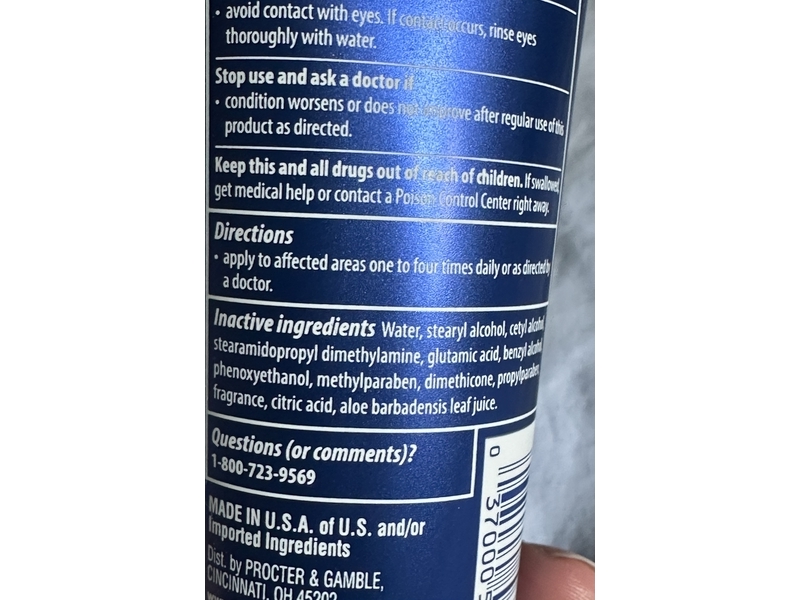 • avoid contact with eyes. If contact occurs, rinse eyes
thoroughly with water.
Stop use and ask a doctor if
• condition worsens or does not improve after regular use of this
product as directed.
Keep this and all drugs out of reach of children. If swallowed,
get medical help or contact a Poison Control Center right away.
Directions
• apply to affected areas one to four times daily or as directed by
a doctor.
Inactive ingredients Water, stearyl alcohol, cetyl alcohol,
stearamidopropyl dimethylamine, glutamic acid, benzyl alcohol,
phenoxyethanol, methylparaben, dimethicone, propylparaben,
fragrance, citric acid, aloe barbadensis leaf juice.
Questions (or comments)?
1-800-723-9569
MADE IN U.S.A. of U.S. and/or
Imported Ingredients
Dist. by PROCTER & GAMBLE,
CINCINNATI, OH 45202
0 37000